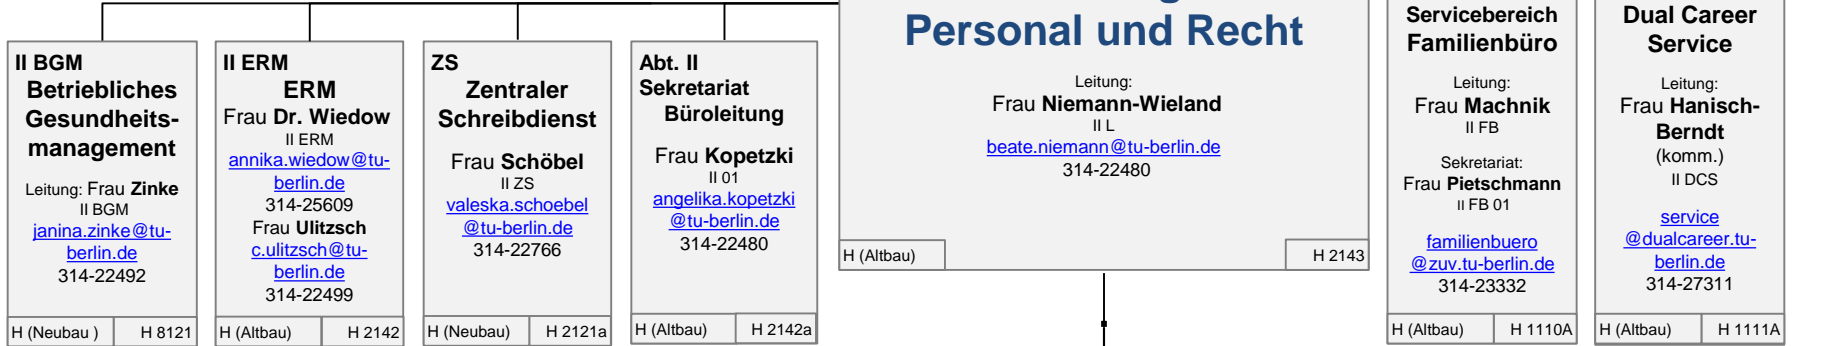 II BGM
Betriebliches
Gesundheits-
management
Leitung: Frau Zinke
II BGM
janina.zinke@tu-
berlin.de
314-22492
H (Neubau )
H 8121
II ERM
ERM
Frau Dr. Wiedow
II ERM
annika.wiedow@tu-
berlin.de
314-25609
Frau Ulitzsch
c.ulitzsch@tu-
berlin.de
314-22499
H (Altbau)
H 2142
ZS
Zentraler
Schreibdienst
Frau Schöbel
II ZS
valeska.schoebel
@tu-berlin.de
314-22766
H (Neubau)
H 2121a
Abt. II
Sekretariat
Büroleitung
Frau Kopetzki
II 01
angelika.kopetzki
@tu-berlin.de
314-22480
H (Altbau)
H 2142a
Personal und Recht
Leitung:
Frau Niemann-Wieland
II L
beate.niemann@tu-berlin.de
314-22480
H (Altbau)
H 2143
Servicebereich
Familienbüro
Leitung:
Frau Machnik
II FB
Sekretariat:
Frau Pietschmann
II FB 01
familienbuero
@zuv.tu-berlin.de
314-23332
H (Altbau)
H 1110A
Dual Career
Service
Leitung:
Frau Hanisch-
Berndt
(komm.)
II DCS
service
@dualcareer.tu-
berlin.de
314-27311
H (Altbau)
H 1111A